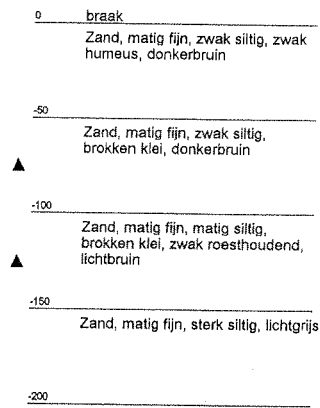 0 braak
Zand, matig fijn, zwak siltig, zwak
humeus, donkerbruin
-50
Zand, matig fijn, zwak siltig,
brokken klei, donkerbruin
-100
Zand, matig fijn, matig siltig,
brokken klei, zwak roesthoudend,
lichtbruin
-150
Zand, matig fijn, sterk siltig, lichtgrijs
-200